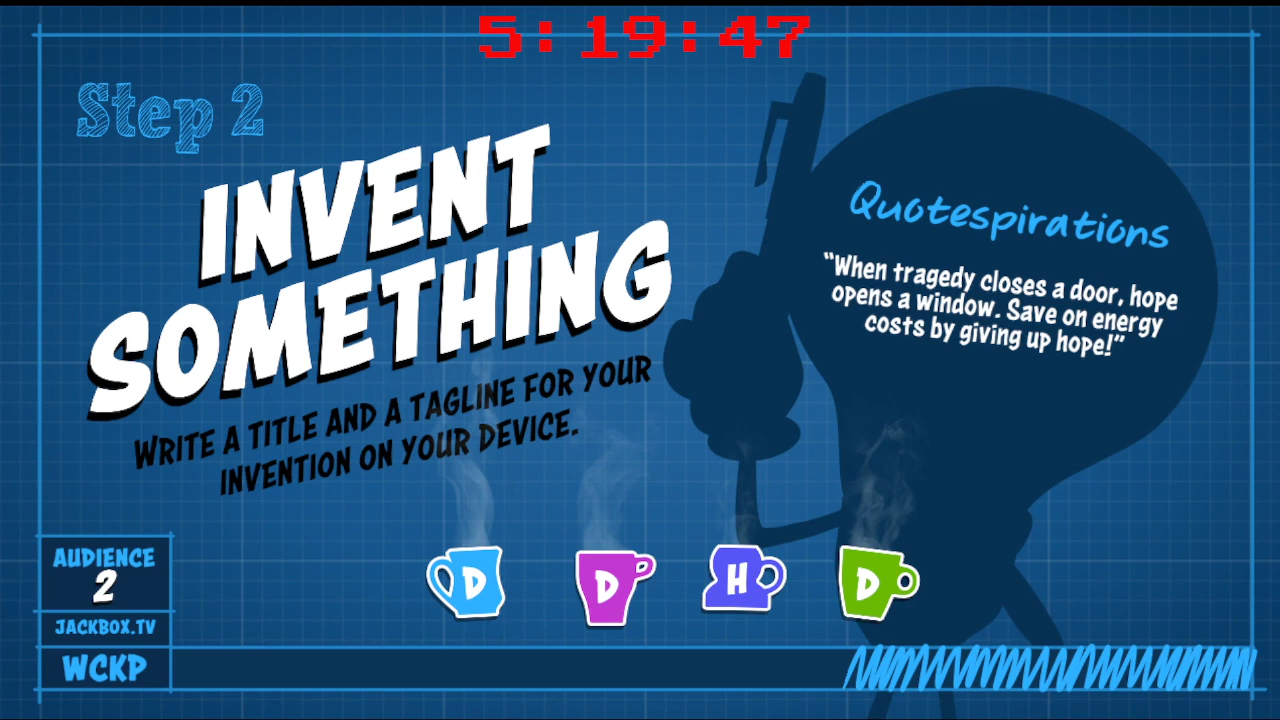 5:19:47
Step 2
INVENT
SOMETHING
WRITE A TITLE AND A TAGLINE FOR YOUR
INVENTION ON YOUR DEVICE.
Quotespirations
“When tragedy closes a door, hope
opens a window. Save on energy
costs by giving up hope!”
D
D
H
D
AUDIENCE
2
JACKBOX.TV
WCKP